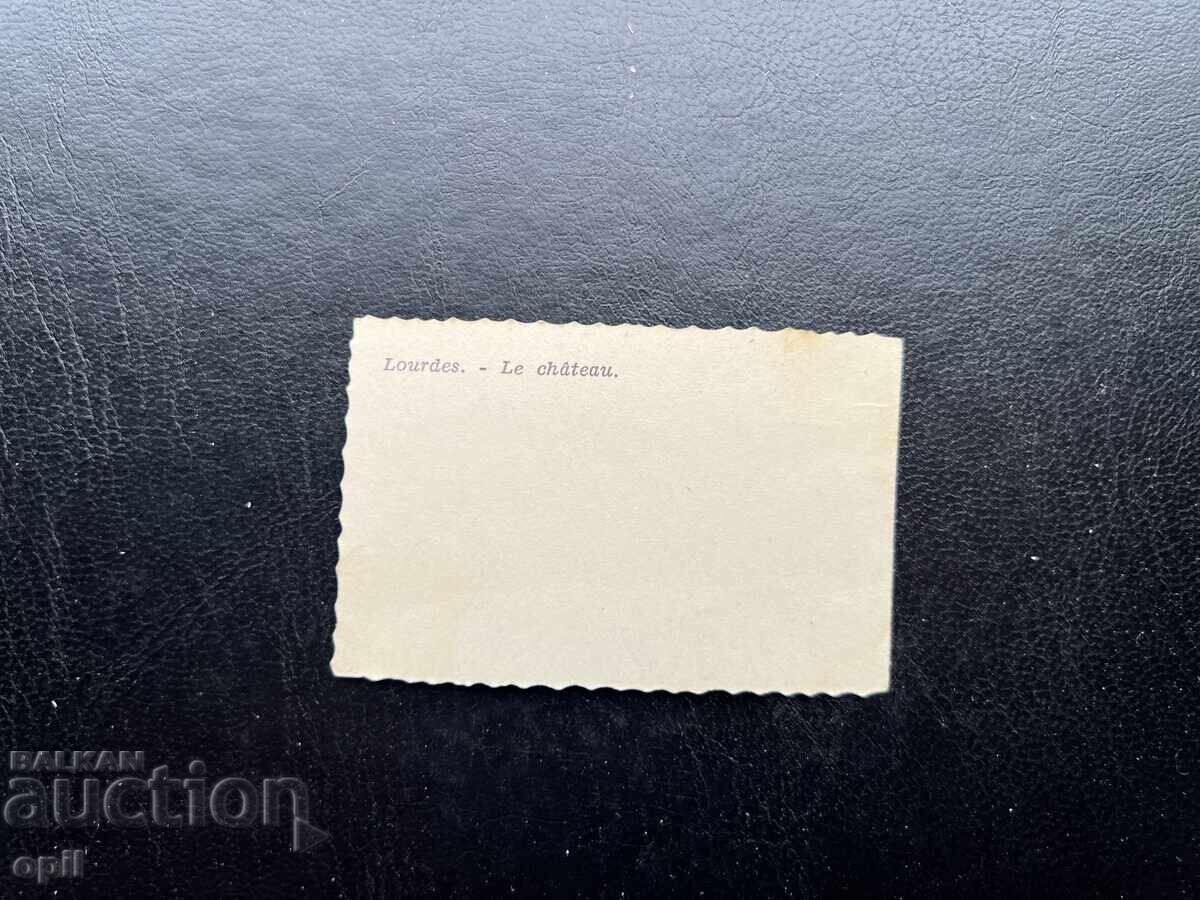 Lourdes. - Le château.
BALKAN
auction
opil